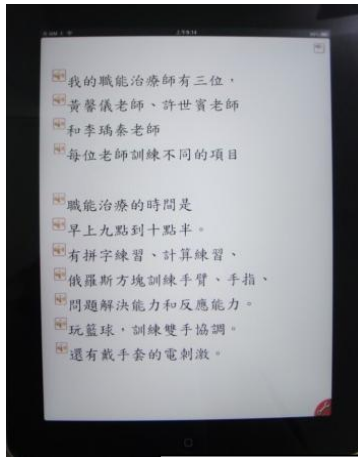 上午9:14
我的職能治療師有三位，
黃馨儀老師、許世賓老師
和李瑀秦老師
每位老師訓練不同的項目
職能治療的時間是
早上九點到十點半。
有拼字練習、計算練習、
俄羅斯方塊訓練手臂、手指、
問題解決能力和反應能力。
玩籃球，訓練雙手協調。
還有戴手套的電刺激。